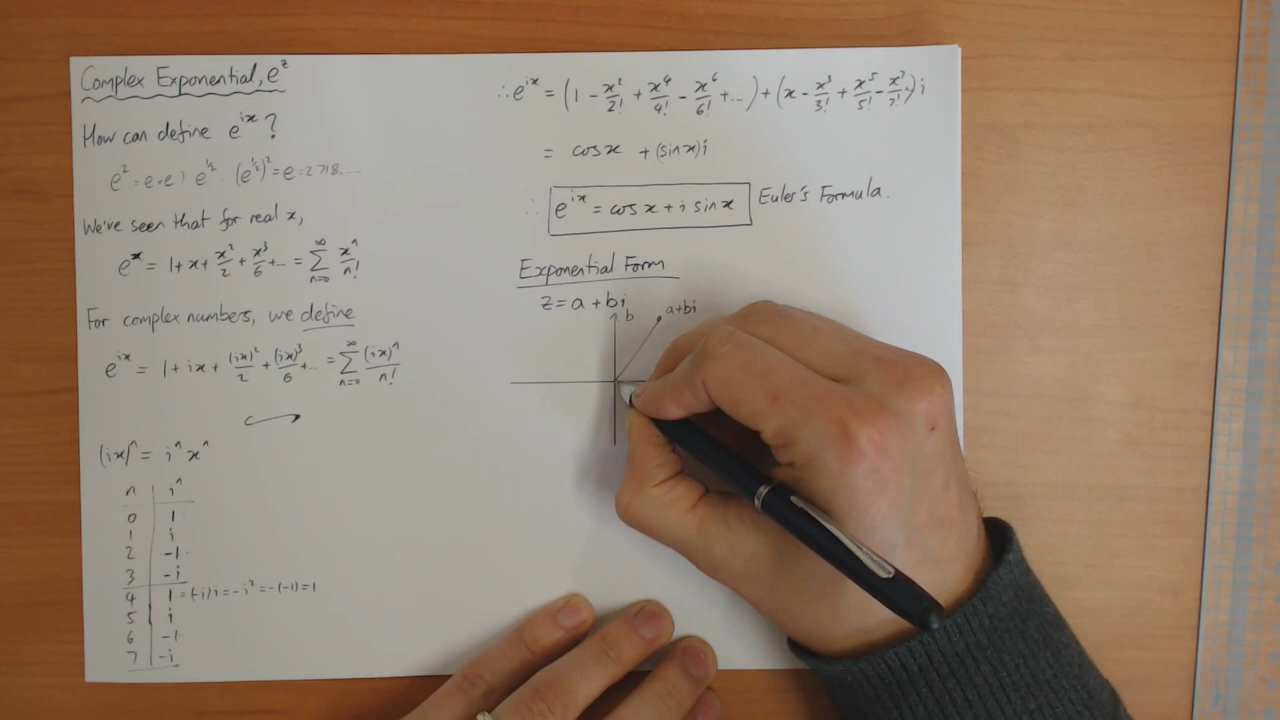 Complex Exponential, e^z
How can define e^{ix}?
e^2 = e·e, e^{1/2} (e^{1/2})^2 = e = 2.718...
We've seen that for real x,
e^x = 1 + x + x^2/2 + x^3/6 + ... = ∑_{n=0}^{∞} x^n/n!
For complex numbers, we define
e^{ix} = 1 + ix + (ix)^2/2 + (ix)^3/6 + ... = ∑_{n=0}^{∞} (ix)^n/n!
(ix)^n = i^n x^n
n | i^n
0 | 1
1 | i
2 | -1
3 | -i
4 | 1 = (-i)i = -i^2 = -(-1) = 1
5 | i
6 | -1
7 | -i
∴ e^{ix} = (1 - x^2/2! + x^4/4! - x^6/6! + ...) + (x - x^3/3! + x^5/5! - x^7/7! ..) i
= cos x + (sin x)i
∴ e^{ix} = cos x + i sin x Euler's Formula.
Exponential Form
z = a + bi
b a+bi